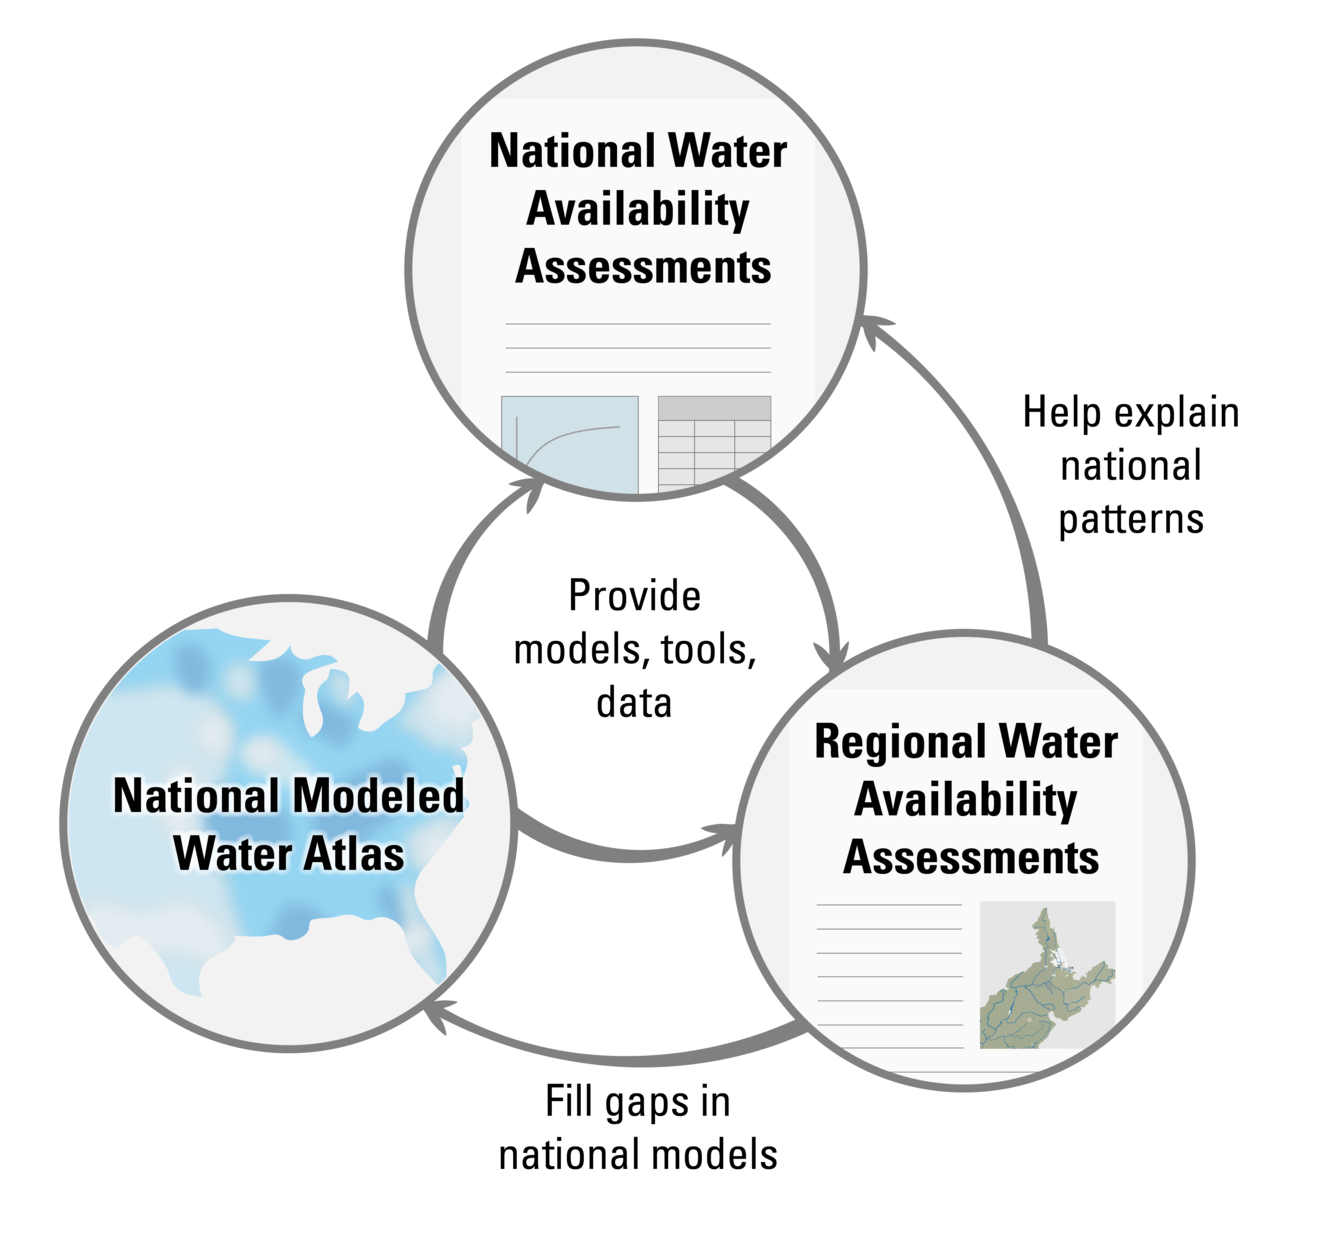 National Water
Availability
Assessments
Help explain
national
patterns
Provide
models, tools,
data
National Modeled
Water Atlas
Regional Water
Availability
Assessments
Fill gaps in
national models